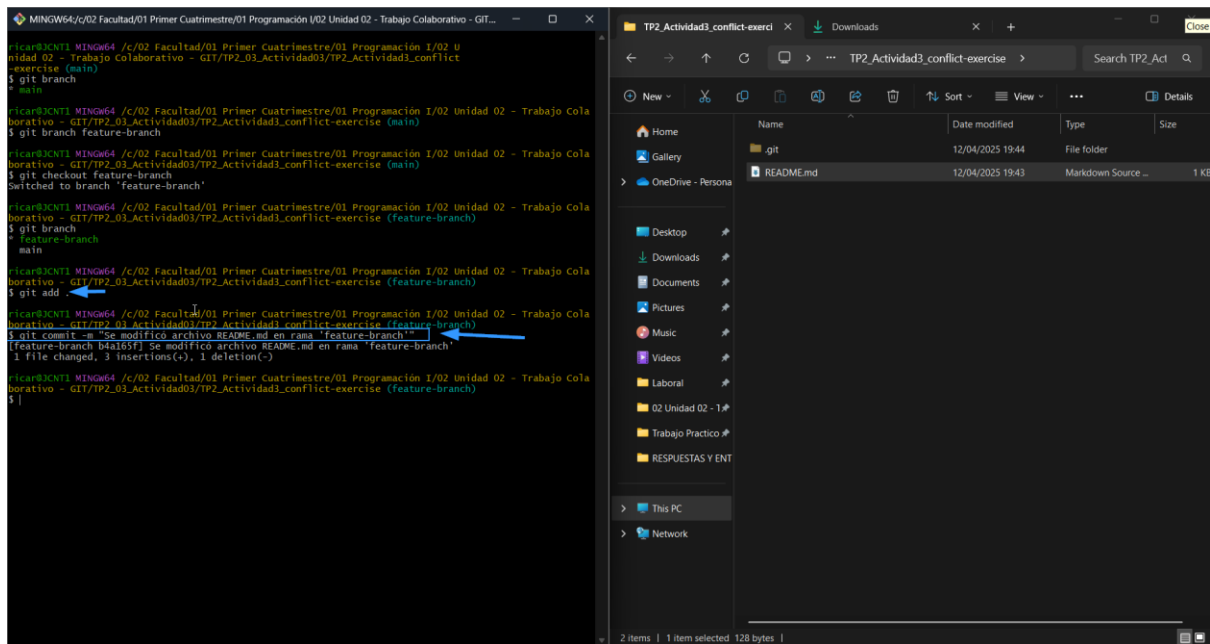 MINGW64:/c/02 Facultad/01 Primer Cuatrimestre/01 Programación I/02 Unidad 02 - Trabajo Colaborativo - GIT...
ricar@JCNT1 MINGW64 /c/02 Facultad/01 Primer Cuatrimestre/01 Programación I/02 U
nidad 02 - Trabajo Colaborativo - GIT/TP2_03_Actividad03/TP2_Actividad3_conflict
-exercise (main)
$ git branch
* main
ricar@JCNT1 MINGW64 /c/02 Facultad/01 Primer Cuatrimestre/01 Programación I/02 Unidad 02 - Trabajo Cola
borativo - GIT/TP2_03_Actividad03/TP2_Actividad3_conflict-exercise (main)
$ git branch feature-branch
ricar@JCNT1 MINGW64 /c/02 Facultad/01 Primer Cuatrimestre/01 Programación I/02 Unidad 02 - Trabajo Cola
borativo - GIT/TP2_03_Actividad03/TP2_Actividad3_conflict-exercise (main)
$ git checkout feature-branch
Switched to branch 'feature-branch'
ricar@JCNT1 MINGW64 /c/02 Facultad/01 Primer Cuatrimestre/01 Programación I/02 Unidad 02 - Trabajo Cola
borativo - GIT/TP2_03_Actividad03/TP2_Actividad3_conflict-exercise (feature-branch)
$ git branch
* feature-branch
main
ricar@JCNT1 MINGW64 /c/02 Facultad/01 Primer Cuatrimestre/01 Programación I/02 Unidad 02 - Trabajo Cola
borativo - GIT/TP2_03_Actividad03/TP2_Actividad3_conflict-exercise (feature-branch)
$ git add .
ricar@JCNT1 MINGW64 /c/02 Facultad/01 Primer Cuatrimestre/01 Programación I/02 Unidad 02 - Trabajo Cola
borativo - GIT/TP2_03_Actividad03/TP2_Actividad3_conflict-exercise (feature-branch)
$ git commit -m "Se modificó archivo README.md en rama 'feature-branch'"
[feature-branch b4a165f] Se modificó archivo README.md en rama 'feature-branch'
1 file changed, 3 insertions(+), 1 deletion(-)
ricar@JCNT1 MINGW64 /c/02 Facultad/01 Primer Cuatrimestre/01 Programación I/02 Unidad 02 - Trabajo Cola
borativo - GIT/TP2_03_Actividad03/TP2_Actividad3_conflict-exercise (feature-branch)
$
TP2_Actividad3_conflict-exerci
Downloads
Close
TP2_Actividad3_conflict-exercise
Search TP2_Act
New
Sort
View
Details
Name Date modified Type Size
.git 12/04/2025 19:44 File folder
README.md 12/04/2025 19:43 Markdown Source ... 1 KB
Home
Gallery
OneDrive - Persona
Desktop
Downloads
Documents
Pictures
Music
Videos
Laboral
02 Unidad 02 - 1
Trabajo Practico
RESPUESTAS Y ENT
This PC
Network
2 items | 1 item selected 128 bytes |